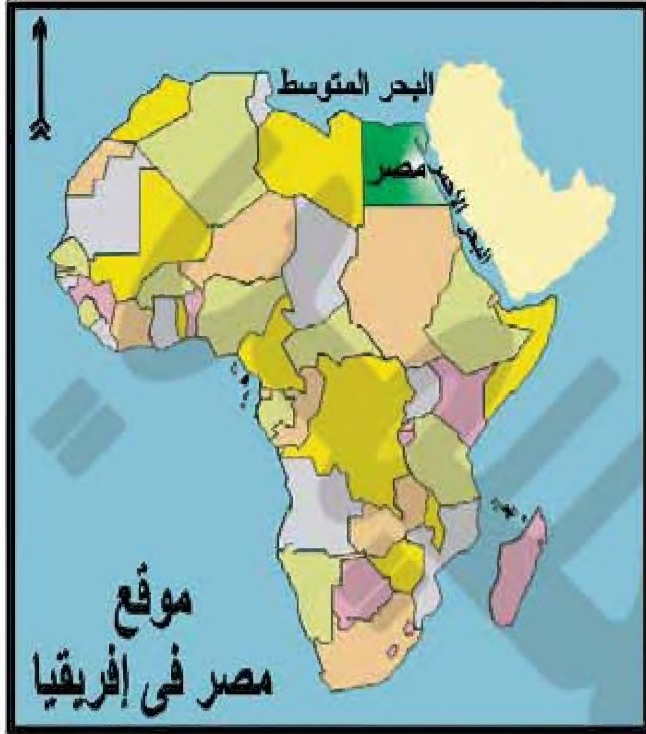 البحر المتوسط
مصر
البحر الأحمر
موقع
مصر فى إفريقيا